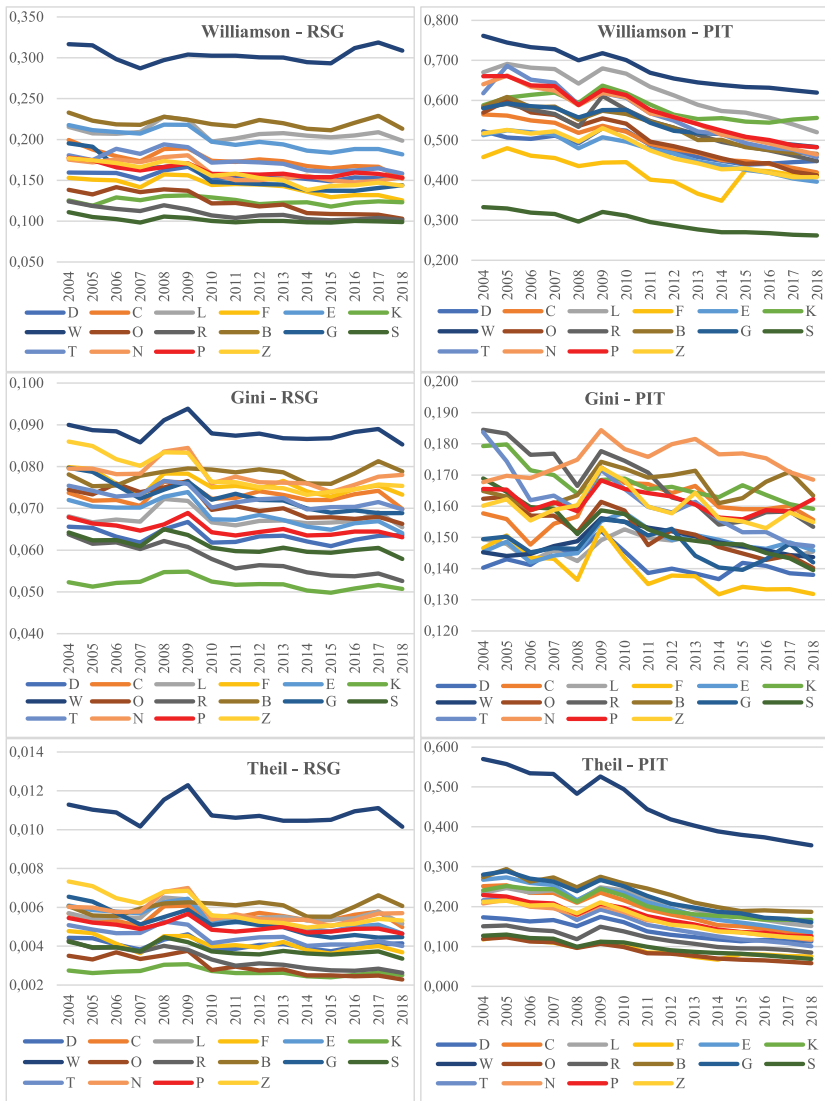 Williamson - RSG
0,350
0,300
0,250
0,200
0,150
0,100
0,050
2004 2005 2006 2007 2008 2009 2010 2011 2012 2013 2014 2015 2016 2017 2018
D C L F E K
W O R B G S
T N P Z
Williamson - PIT
0,800
0,700
0,600
0,500
0,400
0,300
0,200
2004 2005 2006 2007 2008 2009 2010 2011 2012 2013 2014 2015 2016 2017 2018
D C L F E K
W O R B G S
T N P Z
Gini - RSG
0,100
0,090
0,080
0,070
0,060
0,050
0,040
2004 2005 2006 2007 2008 2009 2010 2011 2012 2013 2014 2015 2016 2017 2018
D C L F E K
W O R B G S
T N P Z
Gini - PIT
0,200
0,190
0,180
0,170
0,160
0,150
0,140
0,130
0,120
2004 2005 2006 2007 2008 2009 2010 2011 2012 2013 2014 2015 2016 2017 2018
D C L F E K
W O R B G S
T N P Z
Theil - RSG
0,014
0,012
0,010
0,008
0,006
0,004
0,002
2004 2005 2006 2007 2008 2009 2010 2011 2012 2013 2014 2015 2016 2017 2018
D C L F E K
W O R B G S
T N P Z
Theil - PIT
0,600
0,500
0,400
0,300
0,200
0,100
0,000
2004 2005 2006 2007 2008 2009 2010 2011 2012 2013 2014 2015 2016 2017 2018
D C L F E K
W O R B G S
T N P Z